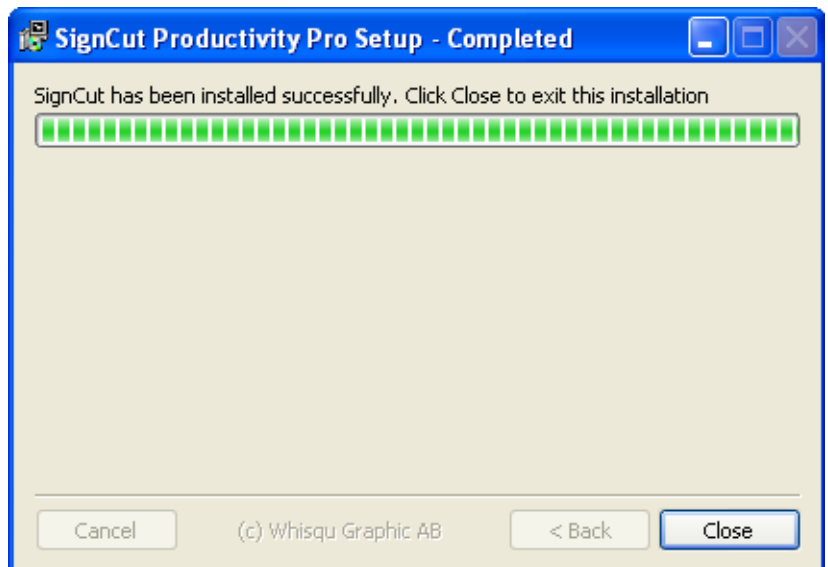 SignCut Productivity Pro Setup - Completed
SignCut has been installed successfully. Click Close to exit this installation
Cancel (c) Whisqu Graphic AB < Back Close